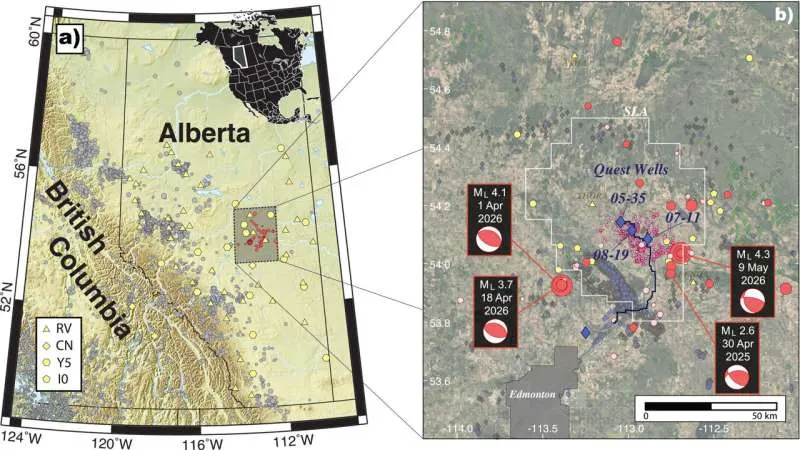 a)
60°N
56°N
52°N
124°W
120°W
116°W
112°W
Alberta
British
Columbia
RV
CN
Y5
I0
b)
54.8
54.6
54.4
54.2
54.0
53.8
53.6
-114.0
-113.5
-113.0
-112.5
SLA
Quest Wells
05-35
07-11
08-19
ML 4.1
1 Apr
2026
ML 3.7
18 Apr
2026
ML 4.3
9 May
2026
ML 2.6
30 Apr
2025
Edmonton
0
50 km